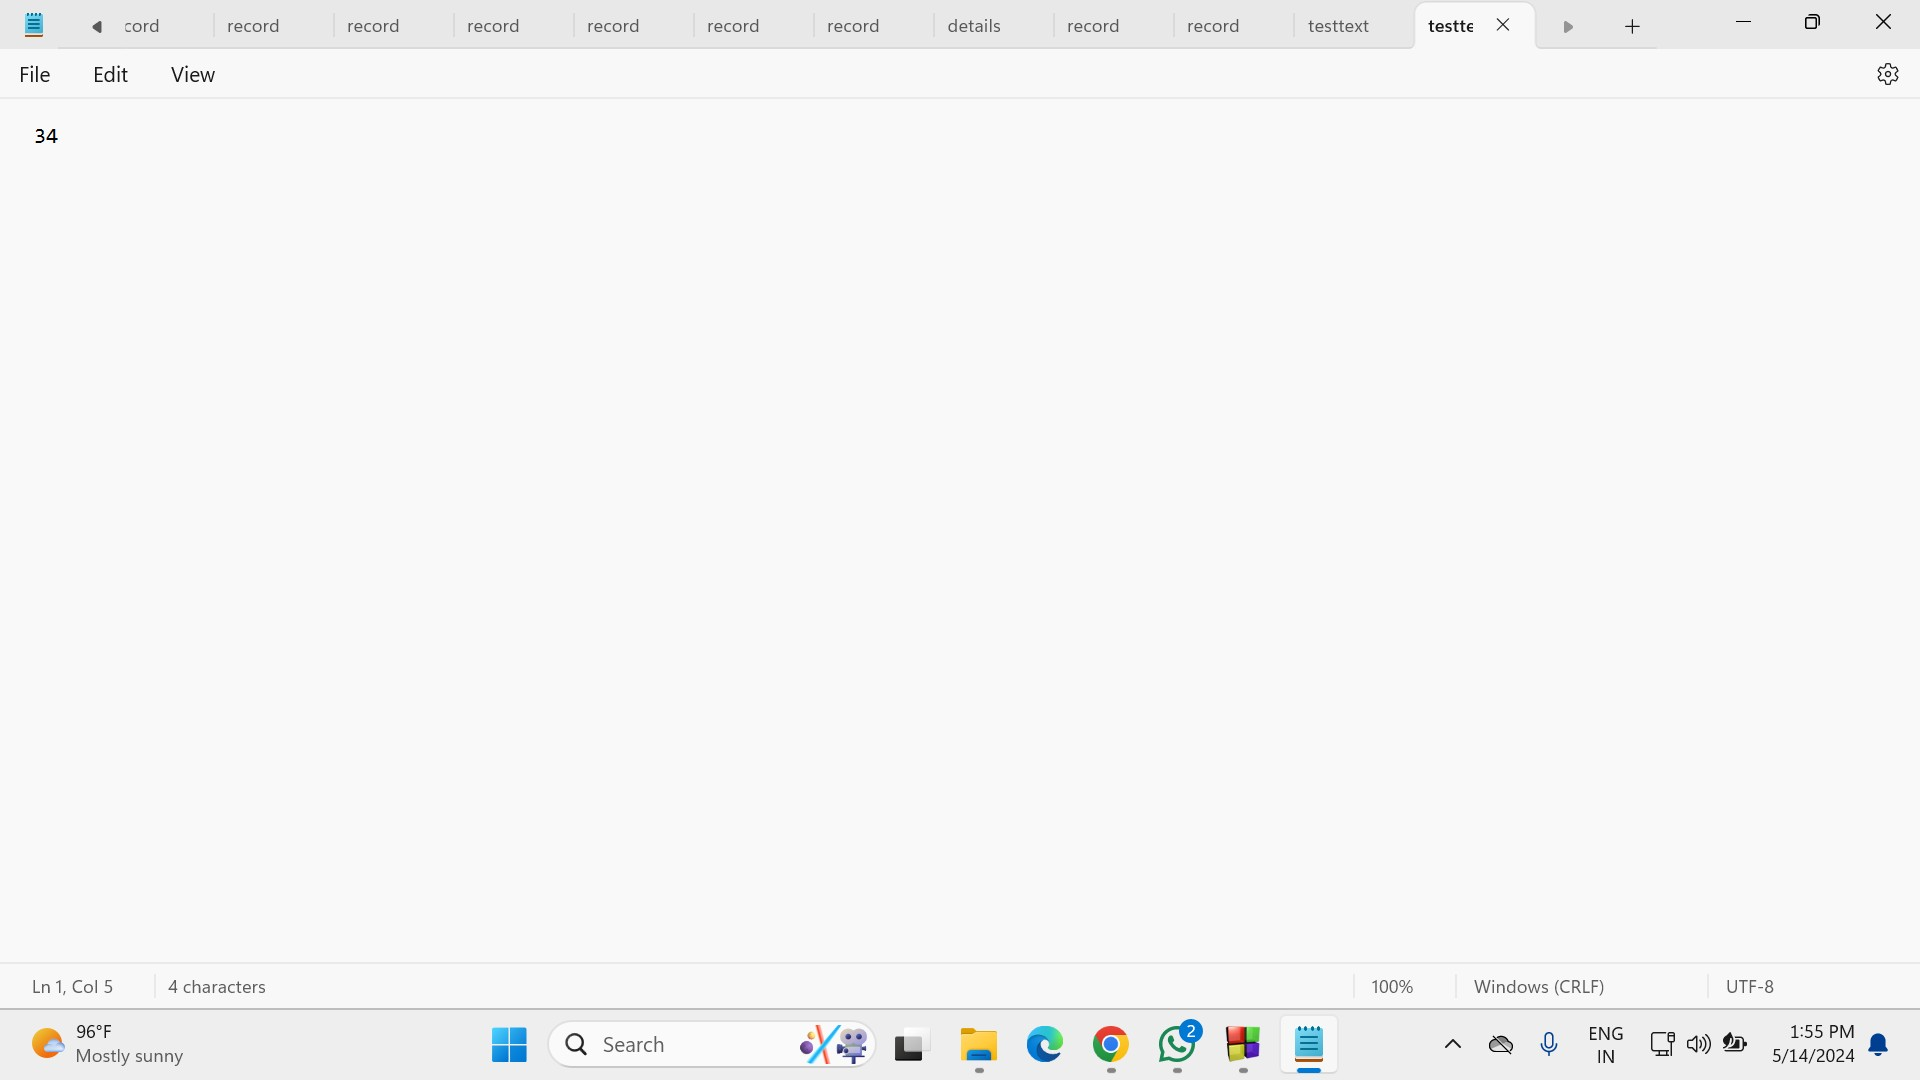 cord record record record record record record details record record testtext testte
File Edit View
34
Ln 1, Col 5 4 characters 100% Windows (CRLF) UTF-8
96°F
Mostly sunny
Search
2
ENG
IN
1:55 PM
5/14/2024